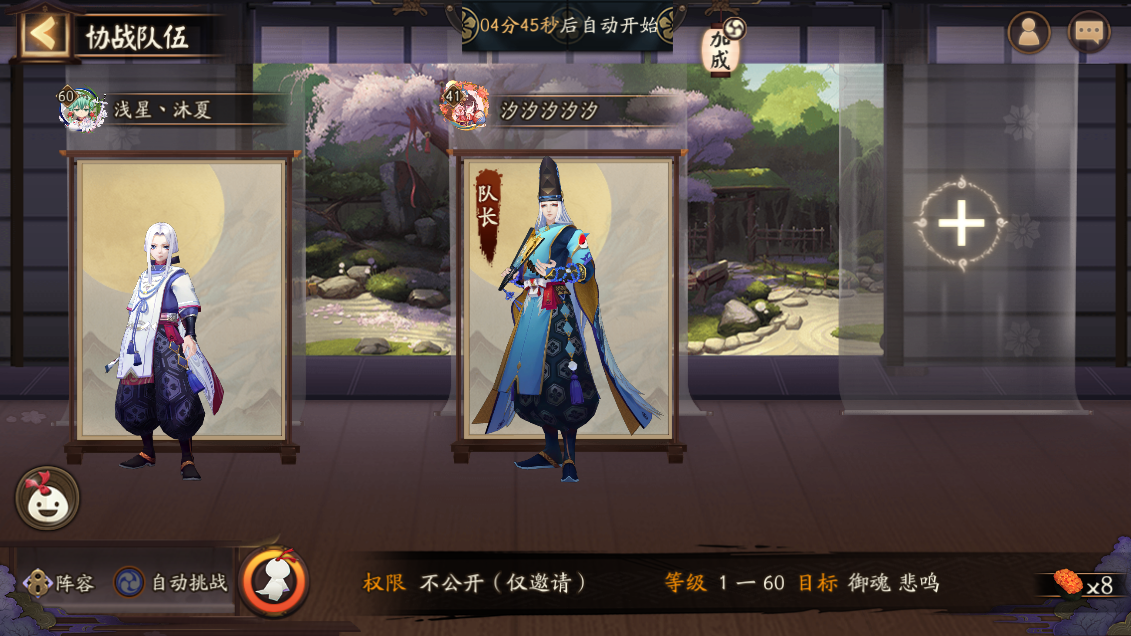 04分45秒后自动开始
协战队伍
加成
60
浅星、沐夏
41
汐汐汐汐汐
队长
阵容
自动挑战
权限 不公开（仅邀请）
等级 1 一 60 目标 御魂 悲鸣
x8